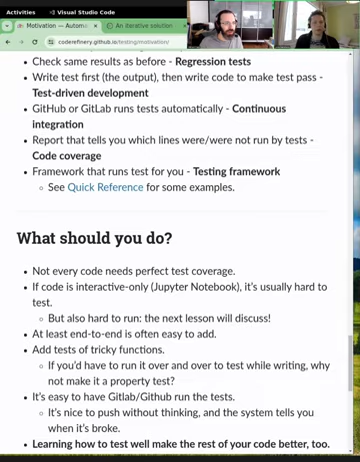 Activities Visual Studio Code
Motivation — Autom An iterative solution
coderefinery.github.io/testing/motivation/
Check same results as before - Regression tests
Write test first (the output), then write code to make test pass -
Test-driven development
GitHub or GitLab runs tests automatically - Continuous
integration
Report that tells you which lines were/were not run by tests -
Code coverage
Framework that runs test for you - Testing framework
See Quick Reference for some examples.
What should you do?
Not every code needs perfect test coverage.
If code is interactive-only (Jupyter Notebook), it's usually hard to
test.
But also hard to run: the next lesson will discuss!
At least end-to-end is often easy to add.
Add tests of tricky functions.
If you'd have to run it over and over to test while writing, why
not make it a property test?
It's easy to have Gitlab/Github run the tests.
It's nice to push without thinking, and the system tells you
when it's broke.
Learning how to test well make the rest of your code better, too.